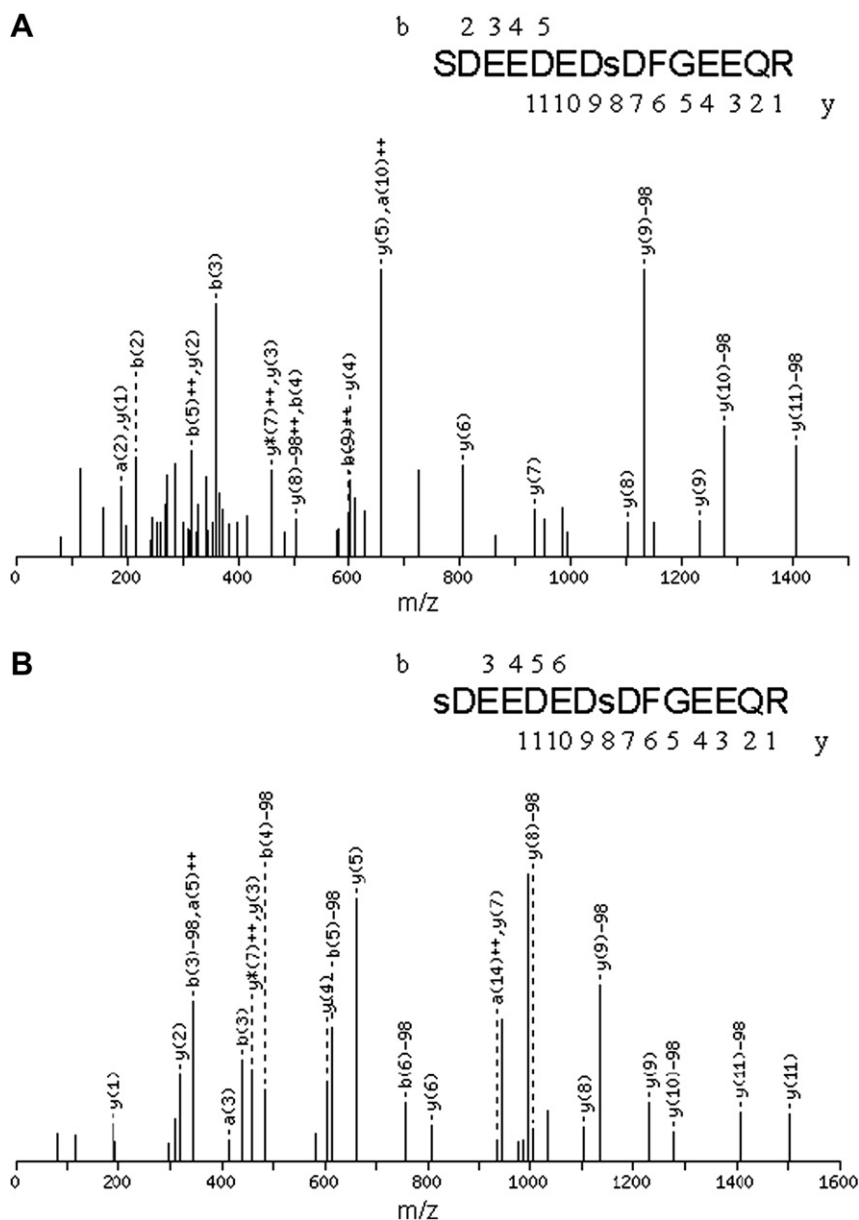 A
b 2 3 4 5
SDEEDEDsDFGEEQR
11 10 9 8 7 6 5 4 3 2 1 y
a(2),y(1)
b(2)
b(5)++,y(2)
b(3)
y*(7)++,y(3)
y(8)-98++,b(4)
b(9)++
y(4)
y(5),a(10)++
y(6)
y(7)
y(8)
y(9)-98
y(9)
y(10)-98
y(11)-98
0 200 400 600 800 1000 1200 1400
m/z
B
b 3 4 5 6
sDEEDEDsDFGEEQR
11 10 9 8 7 6 5 4 3 2 1 y
y(1)
y(2)
b(3)-98,a(5)++
a(3)
b(3)
y*(7)++,y(3)
b(4)-98
y(4)
b(5)-98
y(5)
b(6)-98
y(6)
a(14)++,y(7)
y(8)-98
y(8)
y(9)-98
y(9)
y(10)-98
y(11)-98
y(11)
0 200 400 600 800 1000 1200 1400 1600
m/z